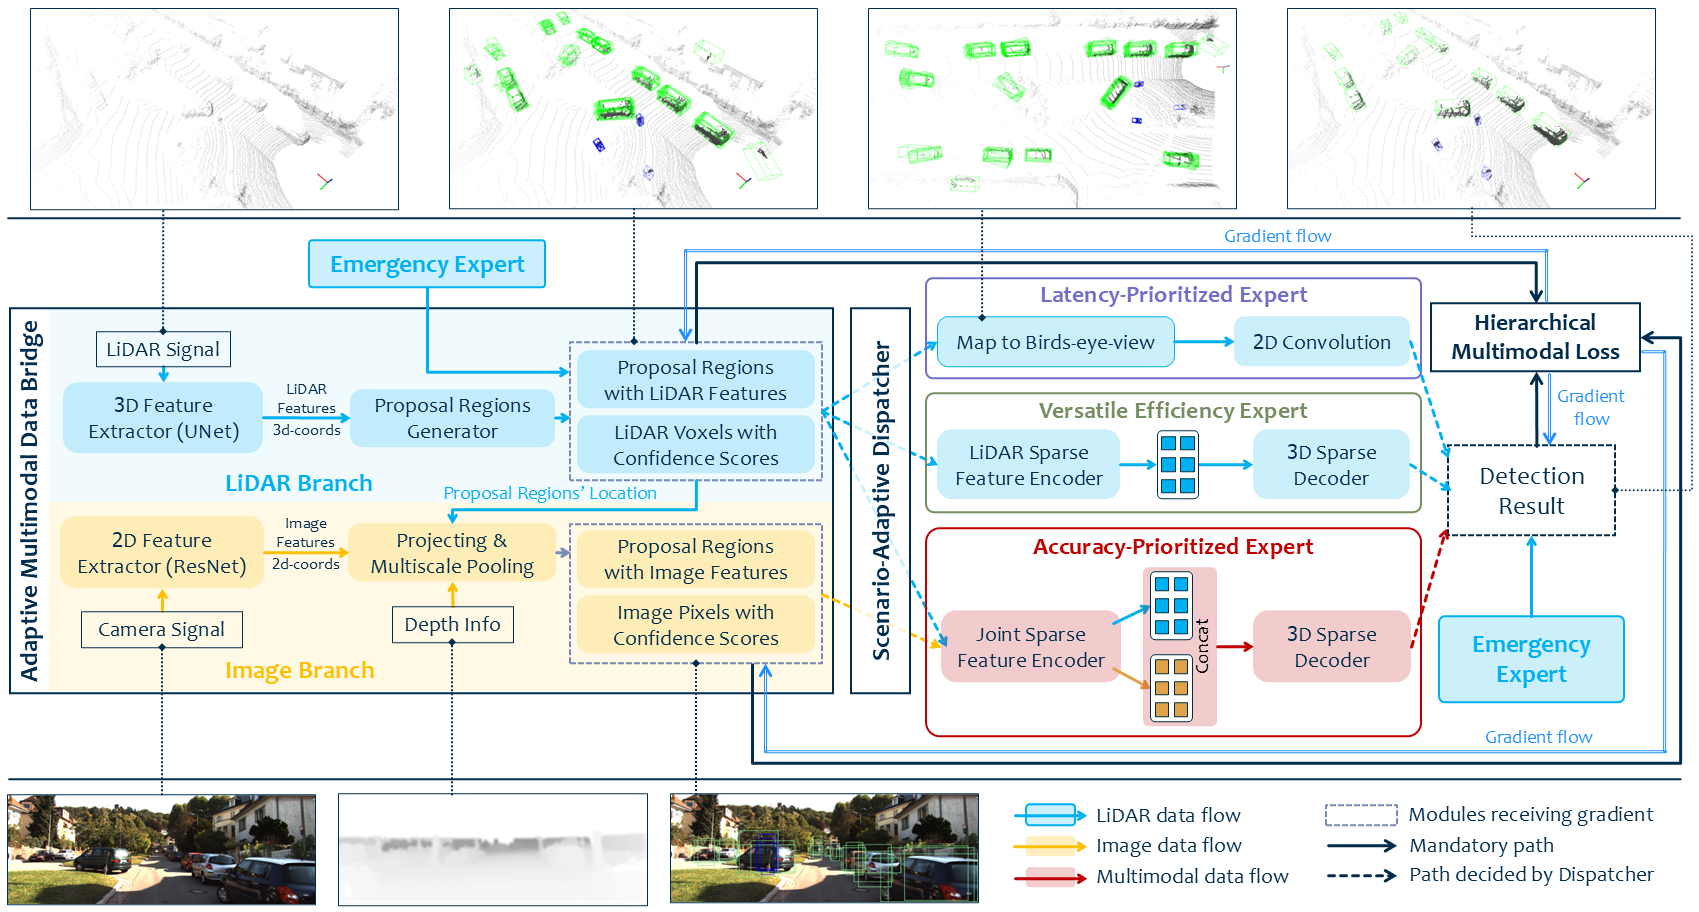 Gradient flow
Emergency Expert
Adaptive Multimodal Data Bridge
LiDAR Signal
3D Feature
Extractor (UNet)
LiDAR
Features
3d-coords
Proposal Regions
Generator
Proposal Regions
with LiDAR Features
LiDAR Voxels with
Confidence Scores
LiDAR Branch
Proposal Regions' Location
2D Feature
Extractor (ResNet)
Image
Features
2d-coords
Projecting &
Multiscale Pooling
Proposal Regions
with Image Features
Image Pixels with
Confidence Scores
Camera Signal
Depth Info
Image Branch
Scenario-Adaptive Dispatcher
Latency-Prioritized Expert
Map to Birds-eye-view
2D Convolution
Versatile Efficiency Expert
LiDAR Sparse
Feature Encoder
3D Sparse
Decoder
Accuracy-Prioritized Expert
Joint Sparse
Feature Encoder
Concat
3D Sparse
Decoder
Hierarchical
Multimodal Loss
Gradient
flow
Detection
Result
Emergency
Expert
Gradient flow
LiDAR data flow
Image data flow
Multimodal data flow
Modules receiving gradient
Mandatory path
Path decided by Dispatcher